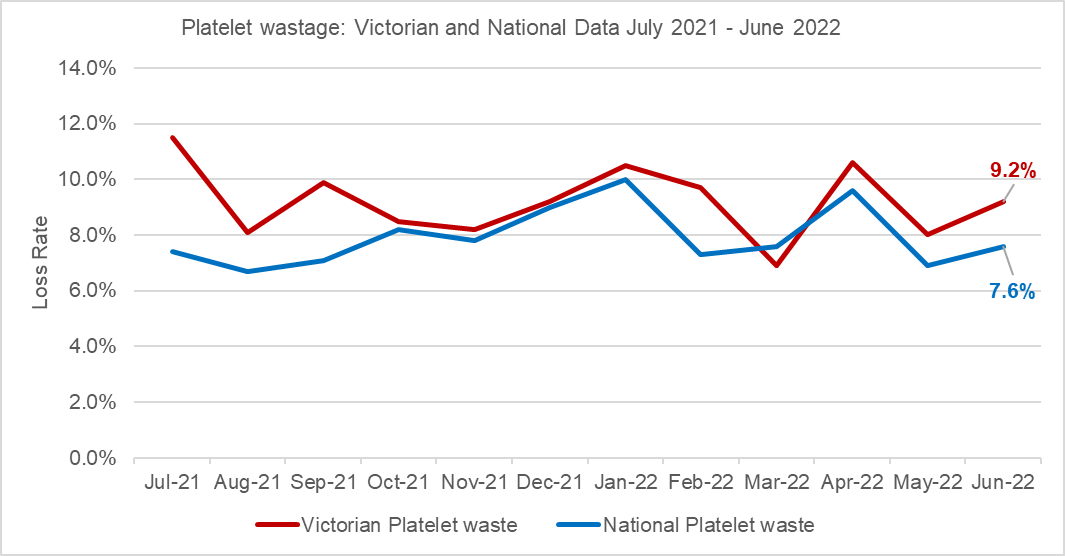 Platelet wastage: Victorian and National Data July 2021 - June 2022
14.0%
12.0%
10.0%
8.0%
6.0%
4.0%
2.0%
0.0%
Loss Rate
9.2%
7.6%
Jul-21 Aug-21 Sep-21 Oct-21 Nov-21 Dec-21 Jan-22 Feb-22 Mar-22 Apr-22 May-22 Jun-22
Victorian Platelet waste National Platelet waste